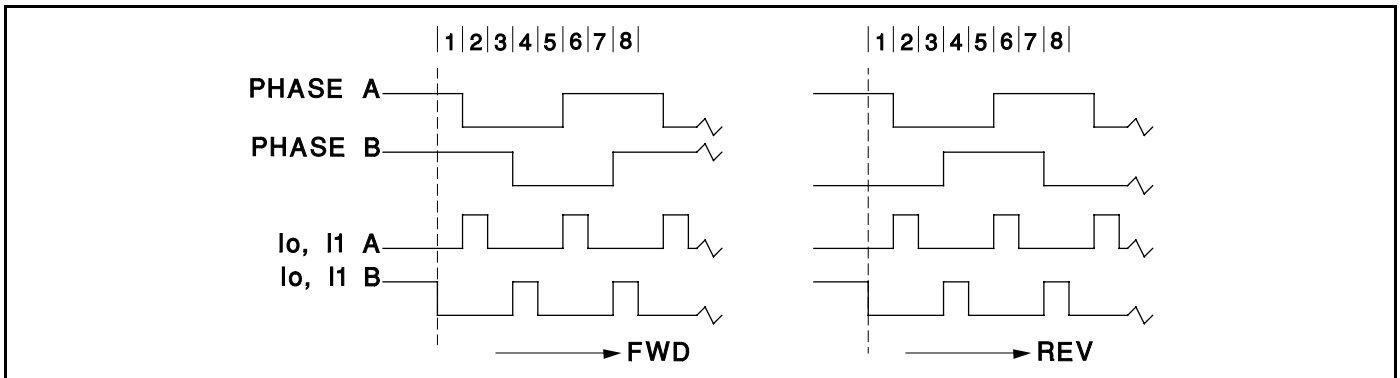 |1|2|3|4|5|6|7|8| |1|2|3|4|5|6|7|8|
PHASE A
PHASE B
Io, I1 A
Io, I1 B
FWD REV